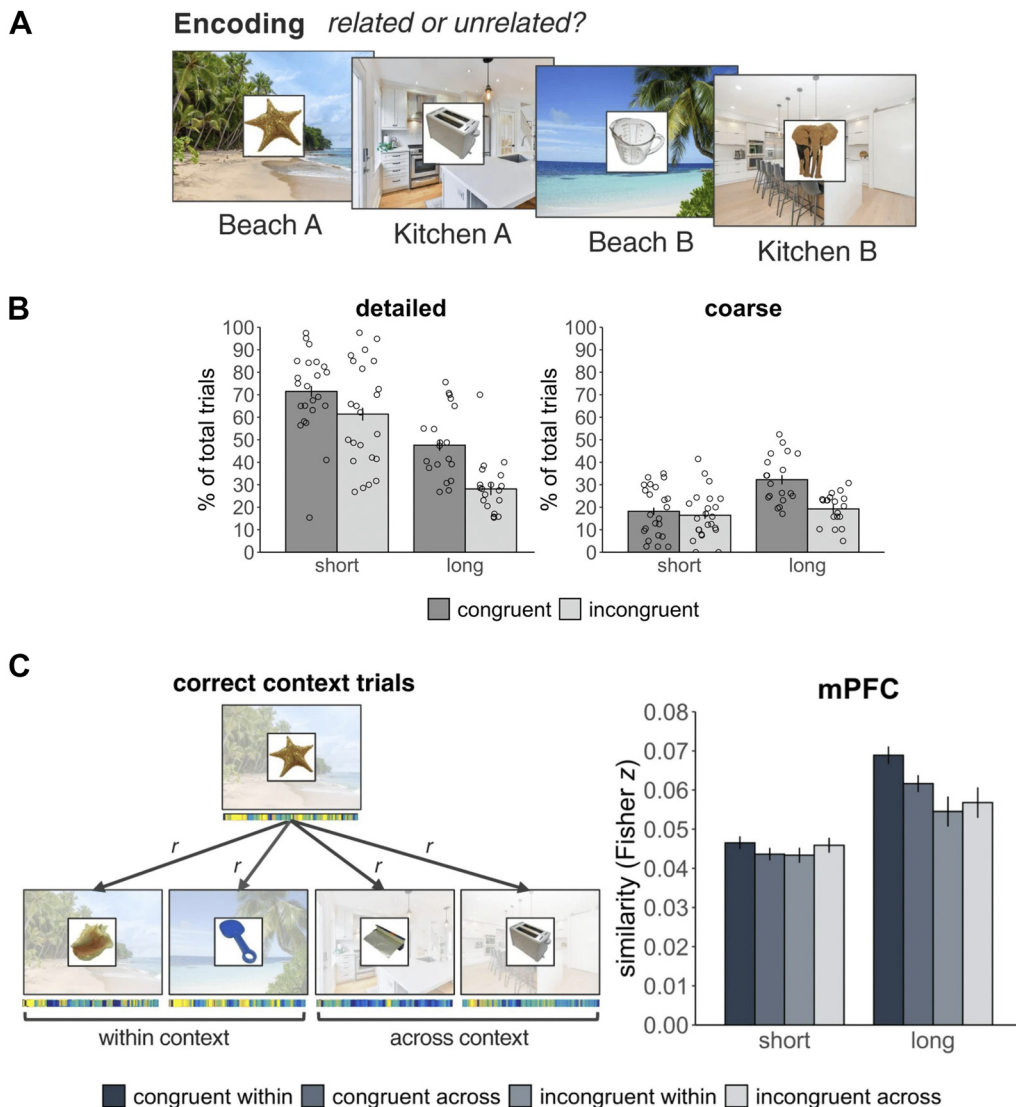 A
Encoding related or unrelated?
Beach A
Kitchen A
Beach B
Kitchen B
B
detailed
coarse
% of total trials
100
90
80
70
60
50
40
30
20
10
0
short
long
% of total trials
100
90
80
70
60
50
40
30
20
10
0
short
long
congruent
incongruent
C
correct context trials
r
r
r
r
within context
across context
mPFC
similarity (Fisher z)
0.08
0.07
0.06
0.05
0.04
0.03
0.02
0.01
0.00
short
long
congruent within
congruent across
incongruent within
incongruent across